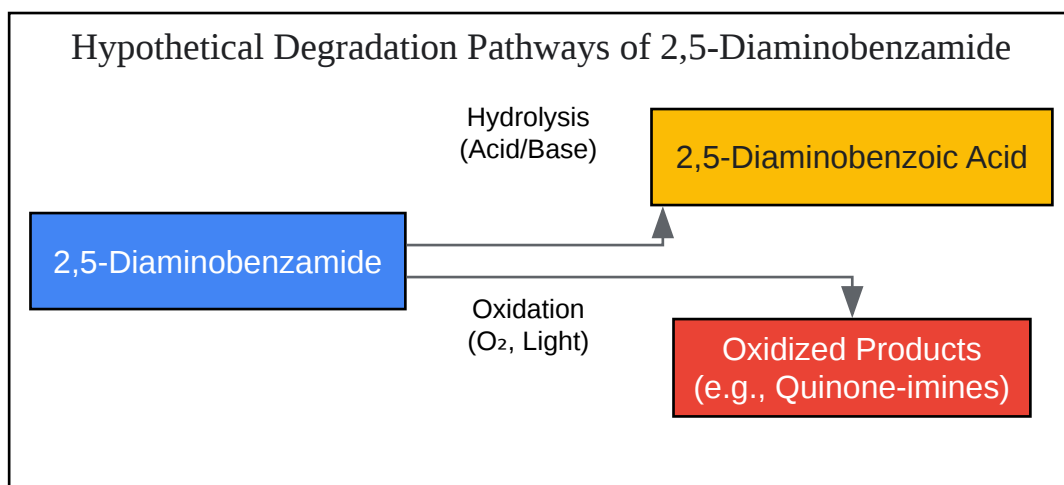 Hypothetical Degradation Pathways of 2,5-Diaminobenzamide
Hydrolysis
(Acid/Base)
2,5-Diaminobenzoic Acid
2,5-Diaminobenzamide
Oxidation
(O₂, Light)
Oxidized Products
(e.g., Quinone-imines)